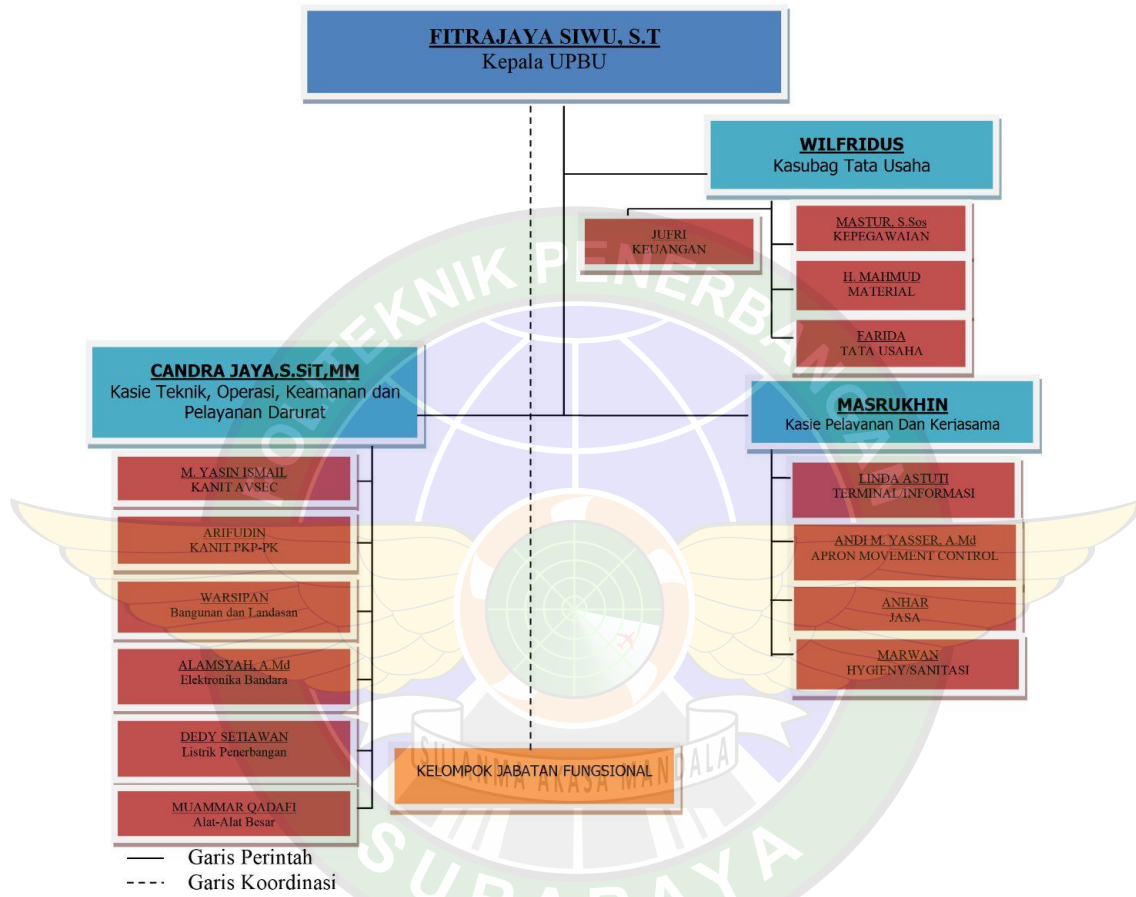 FITRAJAYA SIWU, S.T
Kepala UPBU
WILFRIDUS
Kasubag Tata Usaha
JUFRI
KEUANGAN
MASTUR, S.Sos
KEPEGAWAIAN
H. MAHMUD
MATERIAL
FARIDA
TATA USAHA
CANDRA JAYA,S.SiT,MM
Kasie Teknik, Operasi, Keamanan dan
Pelayanan Darurat
MASRUKHIN
Kasie Pelayanan Dan Kerjasama
M. YASIN ISMAIL
KANIT AVSEC
ARIFUDIN
KANIT PKP-PK
WARSIPAN
Bangunan dan Landasan
ALAMSYAH, A.Md
Elektronika Bandara
DEDY SETIAWAN
Listrik Penerbangan
MUAMMAR QADAFI
Alat-Alat Besar
LINDA ASTUTI
TERMINAL/INFORMASI
ANDI M. YASSER, A.Md
APRON MOVEMENT CONTROL
ANHAR
JASA
MARWAN
HYGIENY/SANITASI
KELOMPOK JABATAN FUNGSIONAL
Garis Perintah
Garis Koordinasi
POLITEKNIK PENERBANGAN
SURABAYA